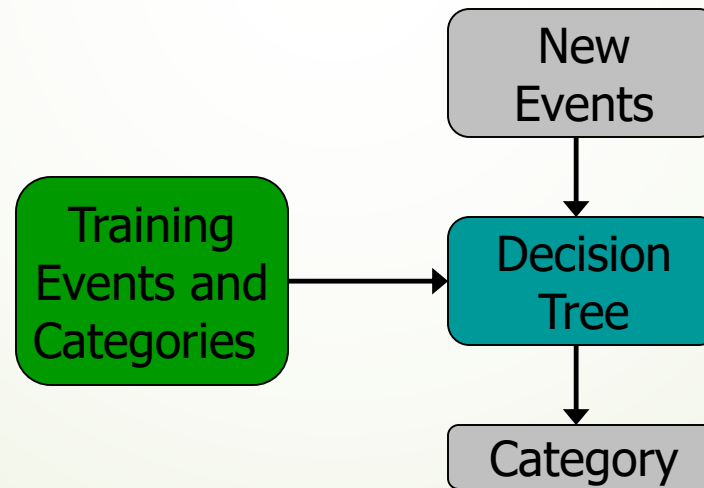 New
Events
Training
Events and
Categories
Decision
Tree
Category